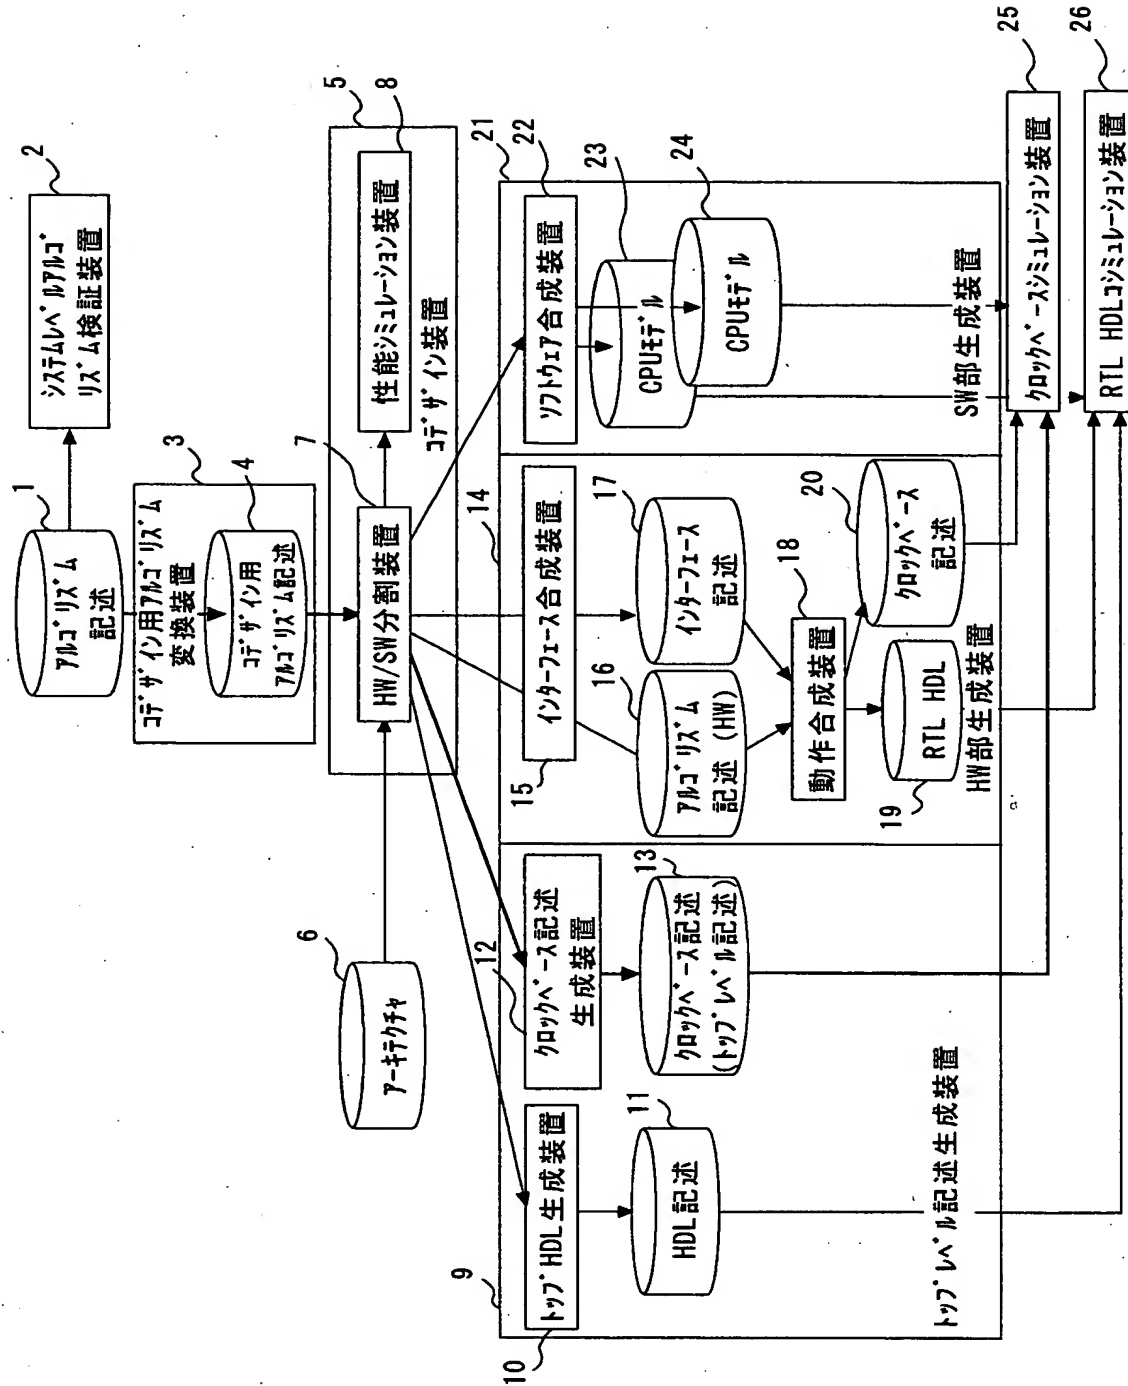 1
アルゴリズム
記述
2
システムレベルアルゴ
リズム検証装置
3
コデザイン用アルゴリズム
変換装置
4
コデザイン用
アルゴリズム記述
5
コデザイン装置
6
アーキテクチャ
7
HW/SW分割装置
8
性能シミュレーション装置
9
トップレベル記述生成装置
10
トップHDL生成装置
11
HDL記述
12
クロックベース記述
生成装置
13
クロックベース記述
(トップレベル記述)
14
HW部生成装置
15
インターフェース合成装置
16
アルゴリズム
記述(HW)
17
インターフェース
記述
18
動作合成装置
19
RTL HDL
20
クロックベース
記述
21
SW部生成装置
22
ソフトウェア合成装置
23
CPUモデル
24
CPUモデル
25
クロックベースシミュレーション装置
26
RTL HDLコシミュレーション装置